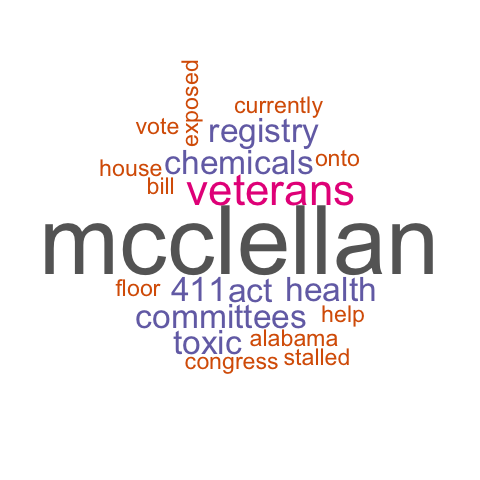 exposed
currently
vote
registry
house
chemicals
onto
bill
veterans
mcclellan
floor
411
act
health
committees
help
toxic
alabama
congress
stalled